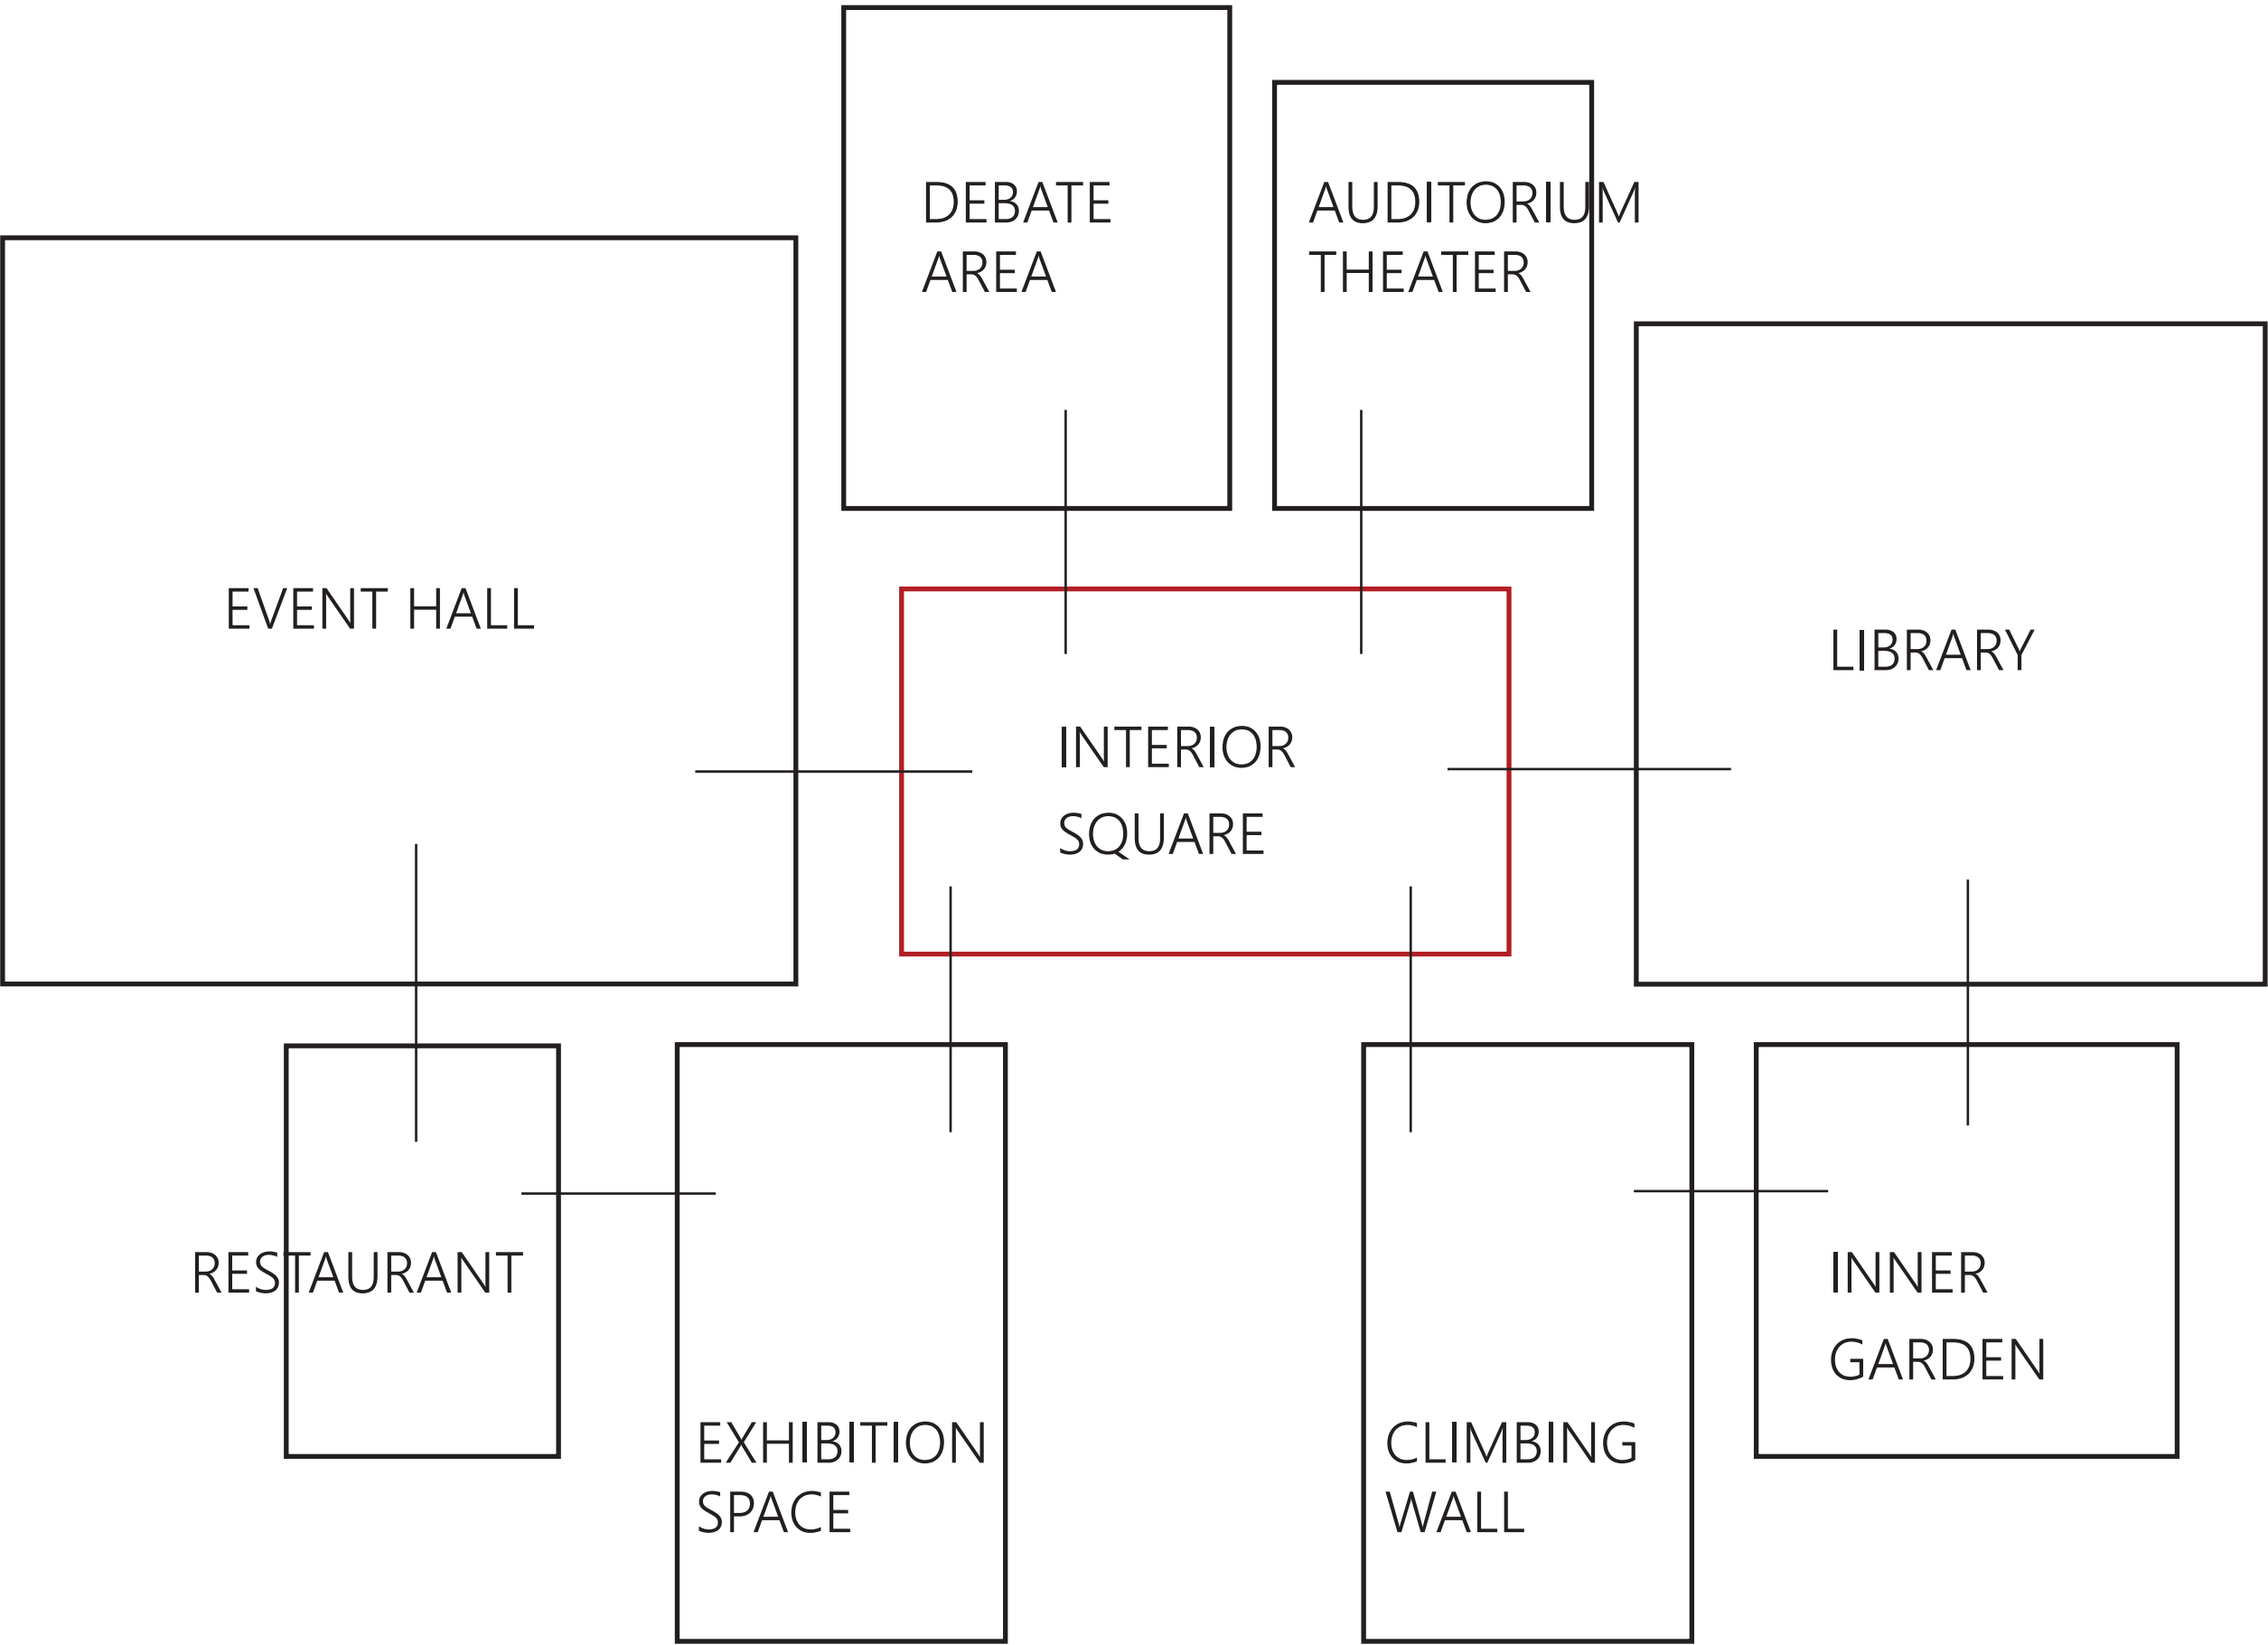 DEBATE
AREA
AUDITORIUM
THEATER
EVENT HALL
LIBRARY
INTERIOR
SQUARE
RESTAURANT
INNER
GARDEN
EXHIBITION
SPACE
CLIMBING
WALL